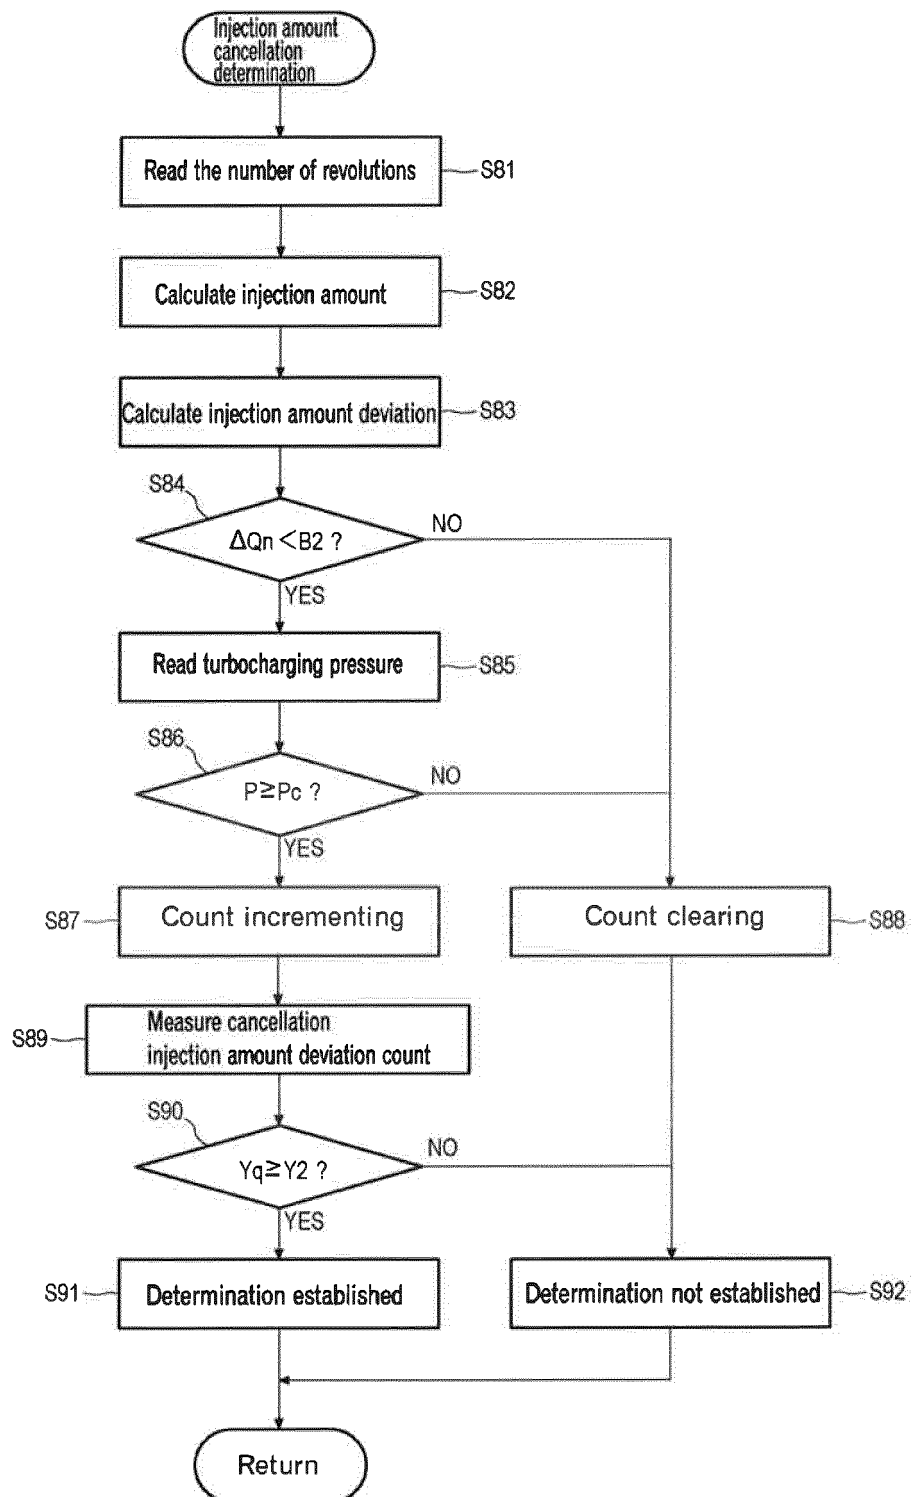 Injection amount
cancellation
determination
Read the number of revolutions
S81
Calculate injection amount
S82
Calculate injection amount deviation
S83
S84
ΔQn<B2 ?
NO
YES
Read turbocharging pressure
S85
S86
P≧Pc ?
NO
YES
S87
Count incrementing
Count clearing
S88
S89
Measure cancellation
injection amount deviation count
S90
Yq≧Y2 ?
NO
YES
S91
Determination established
Determination not established
S92
Return